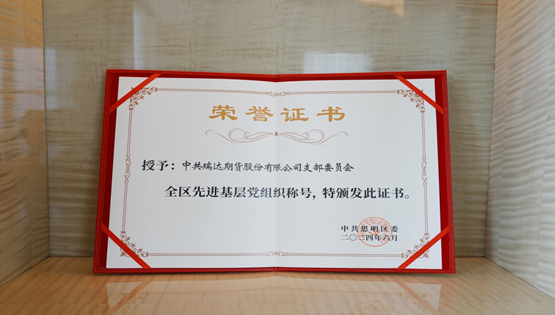 荣誉证书
授予：中共瑞达期货股份有限公司支部委员会
全区先进基层党组织称号，特颁发此证书。
中共思明区委
二〇二四年六月